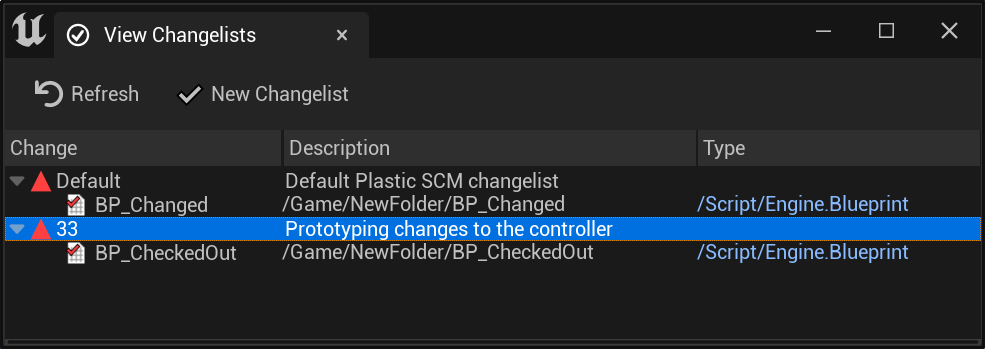 View Changelists
Refresh New Changelist
Change Description Type
Default Default Plastic SCM changelist
BP_Changed /Game/NewFolder/BP_Changed /Script/Engine.Blueprint
33 Prototyping changes to the controller
BP_CheckedOut /Game/NewFolder/BP_CheckedOut /Script/Engine.Blueprint